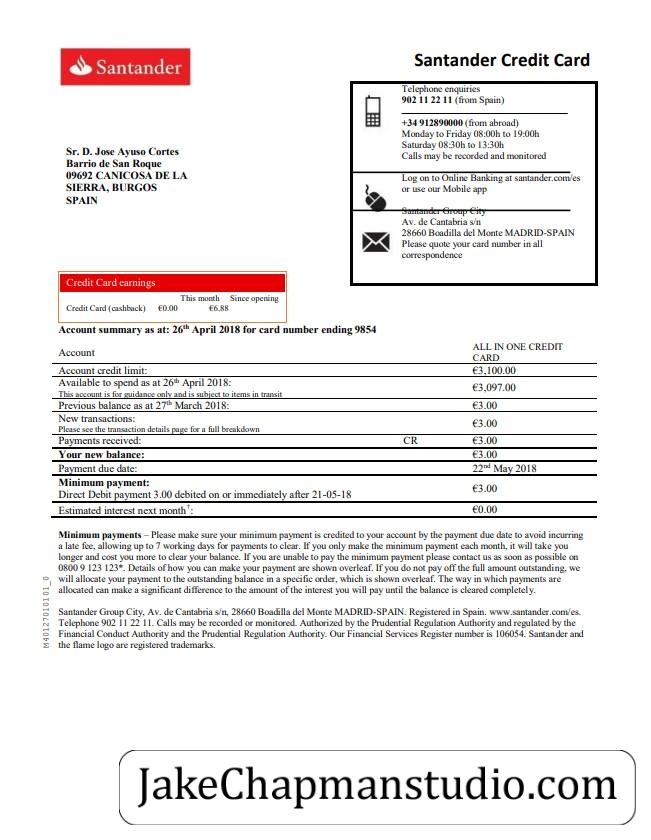 Santander
Santander Credit Card
Telephone enquiries
902 11 22 11 (from Spain)
+34 912890000 (from abroad)
Monday to Friday 08:00h to 19:00h
Saturday 08:30h to 13:30h
Calls may be recorded and monitored
Log on to Online Banking at santander.com/es
or use our Mobile app
Santander Group City
Av. de Cantabria s/n
28660 Boadilla del Monte MADRID-SPAIN
Please quote your card number in all
correspondence
Sr. D. Jose Ayuso Cortes
Barrio de San Roque
09692 CANICOSA DE LA
SIERRA, BURGOS
SPAIN
Credit Card earnings
This month Since opening
Credit Card (cashback) €0.00 €6.88
Account summary as at: 26th April 2018 for card number ending 9854
Account ALL IN ONE CREDIT
CARD
Account credit limit: €3,100.00
Available to spend as at 26th April 2018: €3,097.00
This account is for guidance only and is subject to items in transit
Previous balance as at 27th March 2018: €3.00
New transactions: €3.00
Please see the transaction details page for a full breakdown
Payments received: CR €3.00
Your new balance: €3.00
Payment due date: 22nd May 2018
Minimum payment: €3.00
Direct Debit payment 3.00 debited on or immediately after 21-05-18
Estimated interest next month†: €0.00
Minimum payments – Please make sure your minimum payment is credited to your account by the payment due date to avoid incurring
a late fee, allowing up to 7 working days for payments to clear. If you only make the minimum payment each month, it will take you
longer and cost you more to clear your balance. If you are unable to pay the minimum payment please contact us as soon as possible on
0800 9 123 123*. Details of how you can make your payment are shown overleaf. If you do not pay off the full amount outstanding, we
will allocate your payment to the outstanding balance in a specific order, which is shown overleaf. The way in which payments are
allocated can make a significant difference to the amount of the interest you will pay until the balance is cleared completely.
Santander Group City, Av. de Cantabria s/n, 28660 Boadilla del Monte MADRID-SPAIN. Registered in Spain. www.santander.com/es.
Telephone 902 11 22 11. Calls may be recorded or monitored. Authorized by the Prudential Regulation Authority and regulated by the
Financial Conduct Authority and the Prudential Regulation Authority. Our Financial Services Register number is 106054. Santander and
the flame logo are registered trademarks.
M40127010101_0
JakeChapmanstudio.com